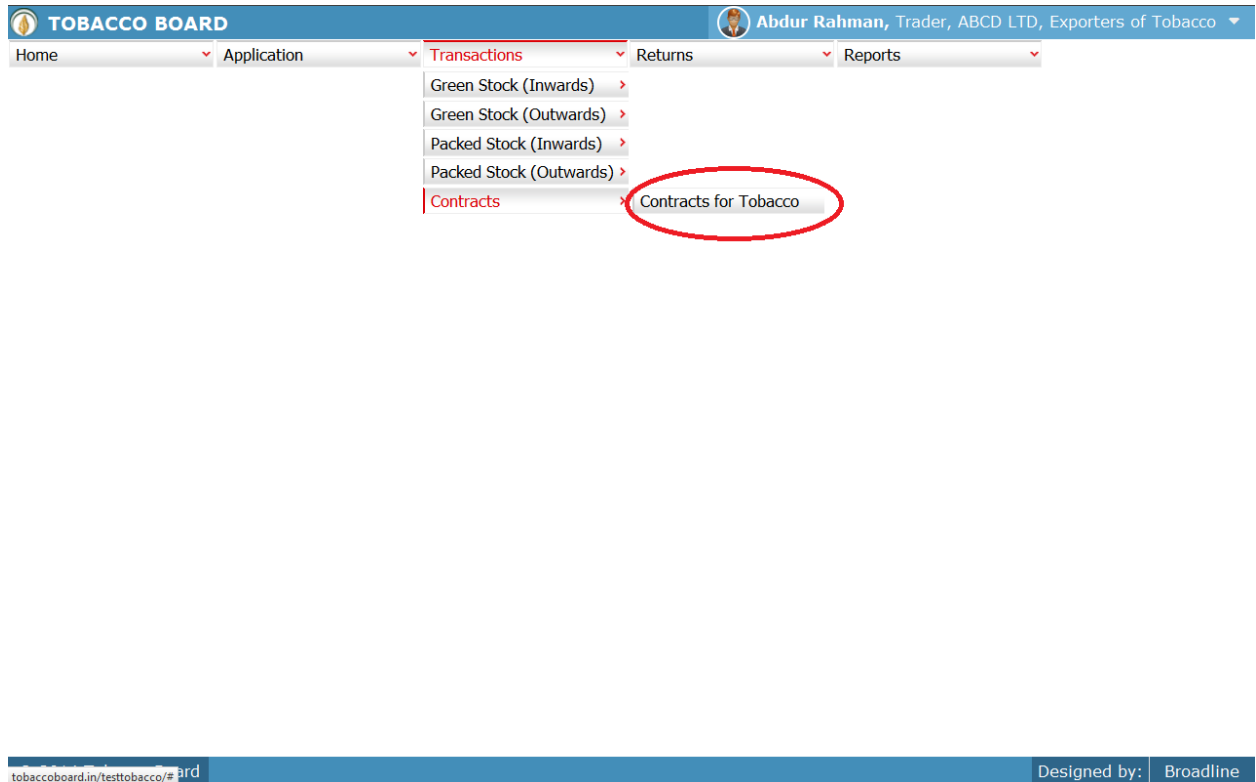 TOBACCO BOARD
Abdur Rahman, Trader, ABCD LTD, Exporters of Tobacco
Home Application Transactions Returns Reports
Green Stock (Inwards)
Green Stock (Outwards)
Packed Stock (Inwards)
Packed Stock (Outwards)
Contracts Contracts for Tobacco
tobaccoboard.in/testtobacco/#
Designed by: Broadline